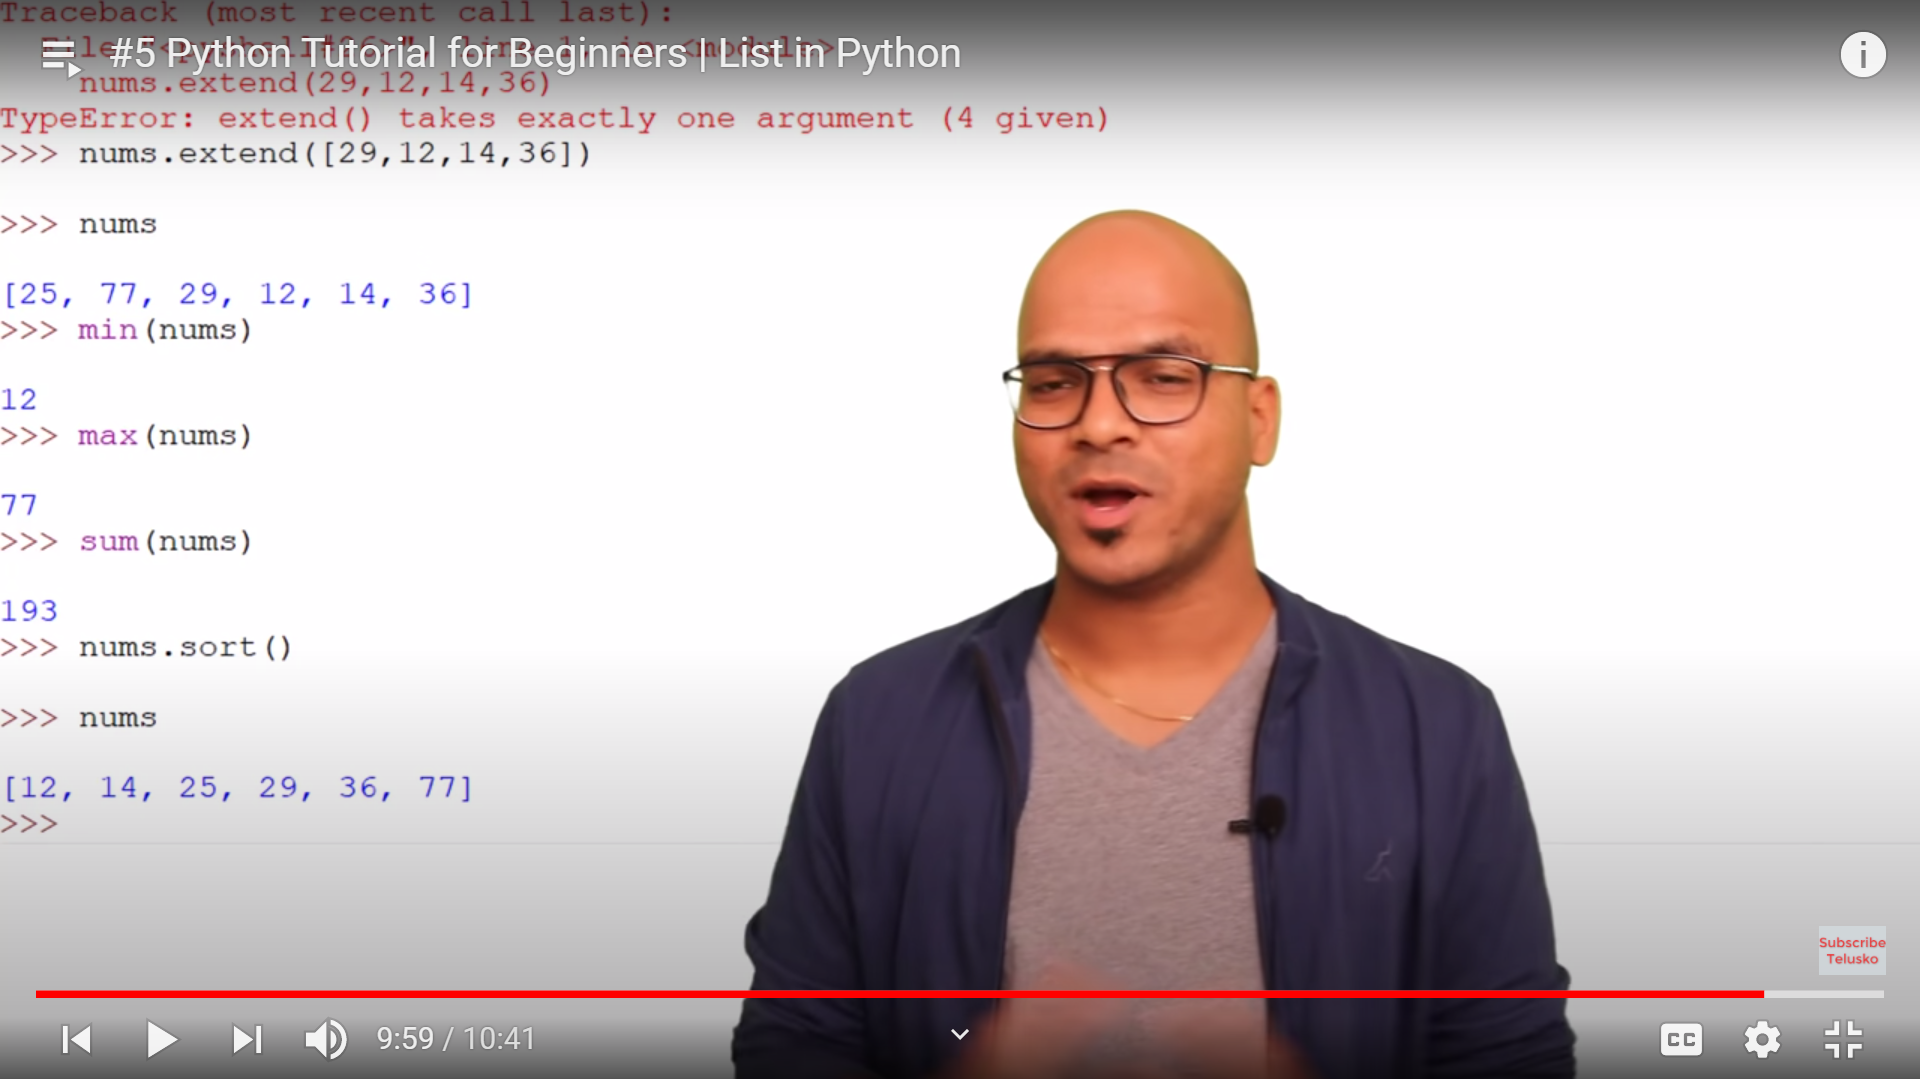 Traceback (most recent call last):
#5 Python Tutorial for Beginners | List in Python
nums.extend(29,12,14,36)
TypeError: extend() takes exactly one argument (4 given)
>>> nums.extend([29,12,14,36])
>>> nums
[25, 77, 29, 12, 14, 36]
>>> min(nums)
12
>>> max(nums)
77
>>> sum(nums)
193
>>> nums.sort()
>>> nums
[12, 14, 25, 29, 36, 77]
>>>
Subscribe
Telusko
9:59 / 10:41
CC